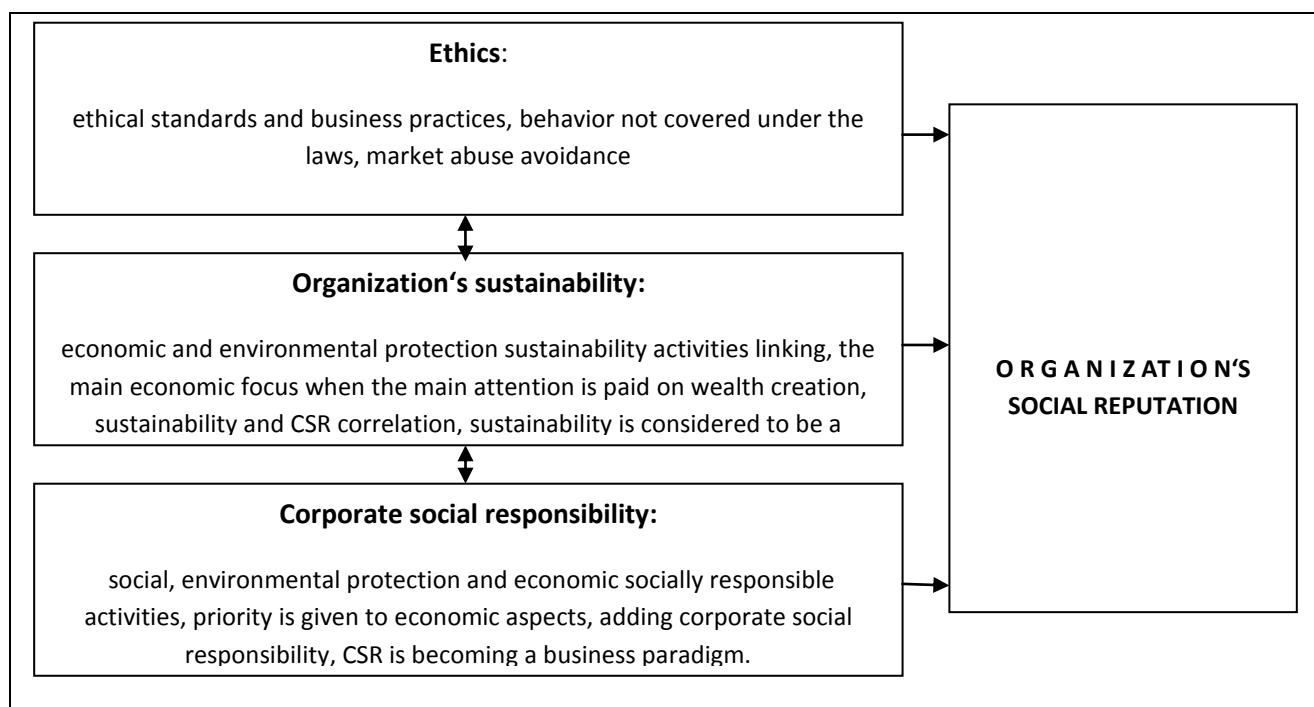 Ethics:
ethical standards and business practices, behavior not covered under the
laws, market abuse avoidance
Organization‘s sustainability:
economic and environmental protection sustainability activities linking, the
main economic focus when the main attention is paid on wealth creation,
sustainability and CSR correlation, sustainability is considered to be a
Corporate social responsibility:
social, environmental protection and economic socially responsible
activities, priority is given to economic aspects, adding corporate social
responsibility, CSR is becoming a business paradigm.
O R G A N I Z AT I O N‘S
SOCIAL REPUTATION